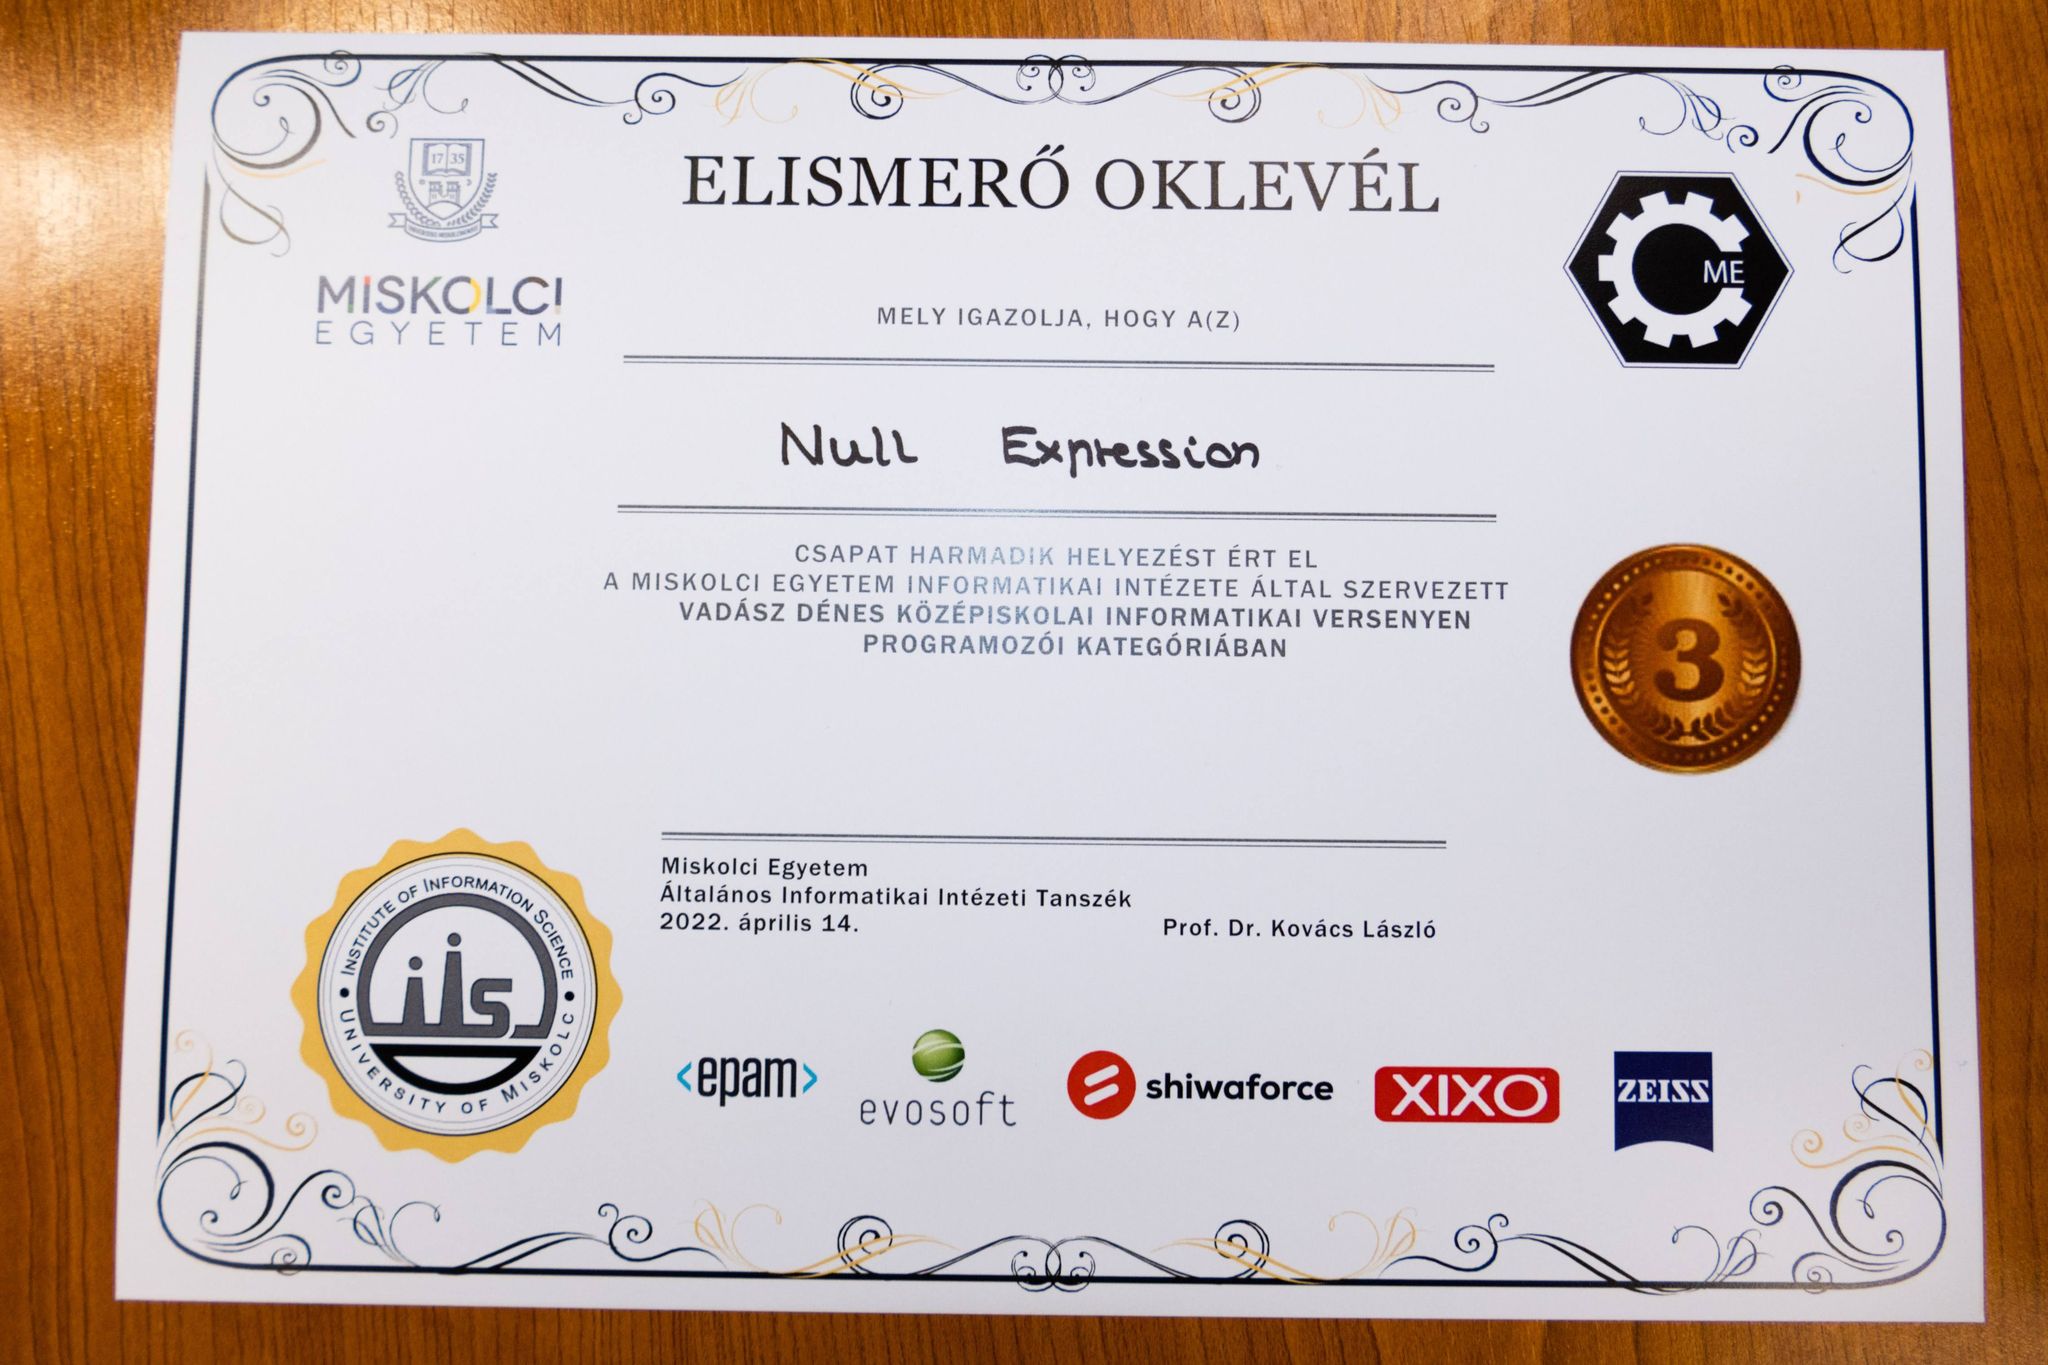 17 35
MISKOLCI
EGYETEM
ELISMERŐ OKLEVÉL
ME
MELY IGAZOLJA, HOGY A(Z)
Null Expression
CSAPAT HARMADIK HELYEZÉST ÉRT EL
A MISKOLCI EGYETEM INFORMATIKAI INTÉZETE ÁLTAL SZERVEZETT
VADÁSZ DÉNES KÖZÉPISKOLAI INFORMATIKAI VERSENYEN
PROGRAMOZÓI KATEGÓRIÁBAN
3
Miskolci Egyetem
Általános Informatikai Intézeti Tanszék
2022. április 14.
Prof. Dr. Kovács László
INSTITUTE OF INFORMATION SCIENCE
iis
UNIVERSITY OF MISKOLC
<epam>
evosoft
shiwaforce
XIXO
ZEISS